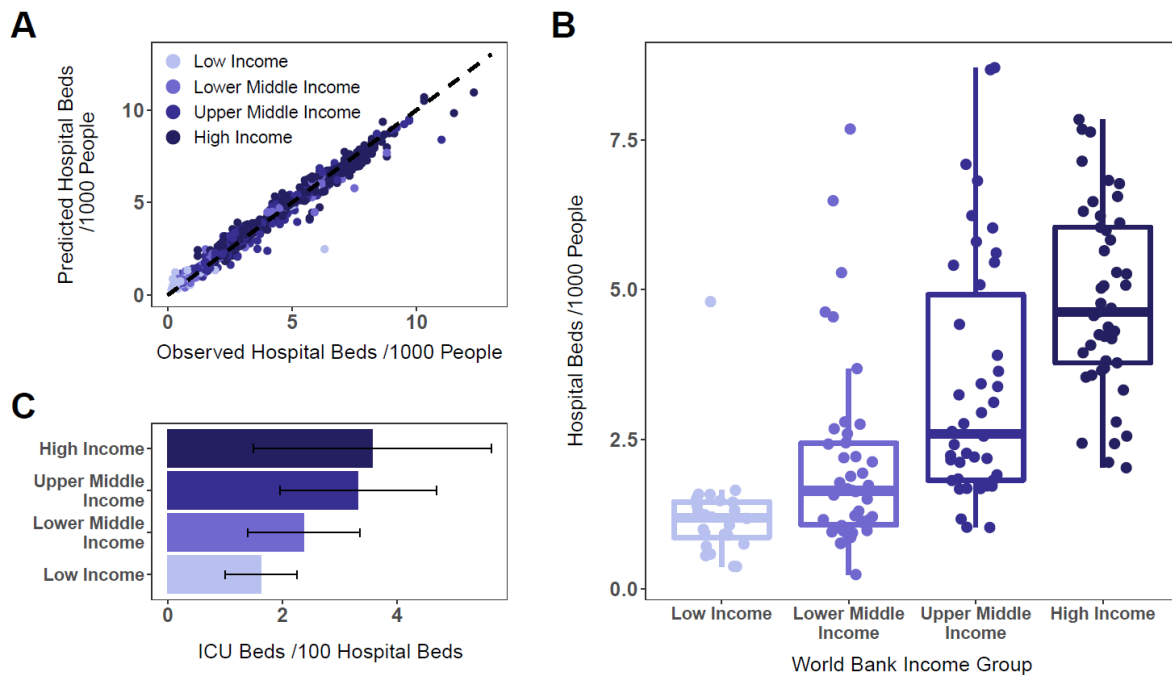 A
Predicted Hospital Beds
/1000 People
10
5
0
Low Income
Lower Middle Income
Upper Middle Income
High Income
0
5
10
Observed Hospital Beds /1000 People
B
Hospital Beds /1000 People
7.5
5.0
2.5
0.0
Low Income
Lower Middle
Income
Upper Middle
Income
High Income
World Bank Income Group
C
High Income
Upper Middle
Income
Lower Middle
Income
Low Income
0
2
4
ICU Beds /100 Hospital Beds